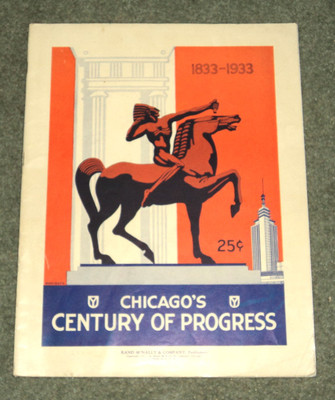 1833-1933
25¢
CHICAGO'S
CENTURY OF PROGRESS
RAND MCNALLY & COMPANY